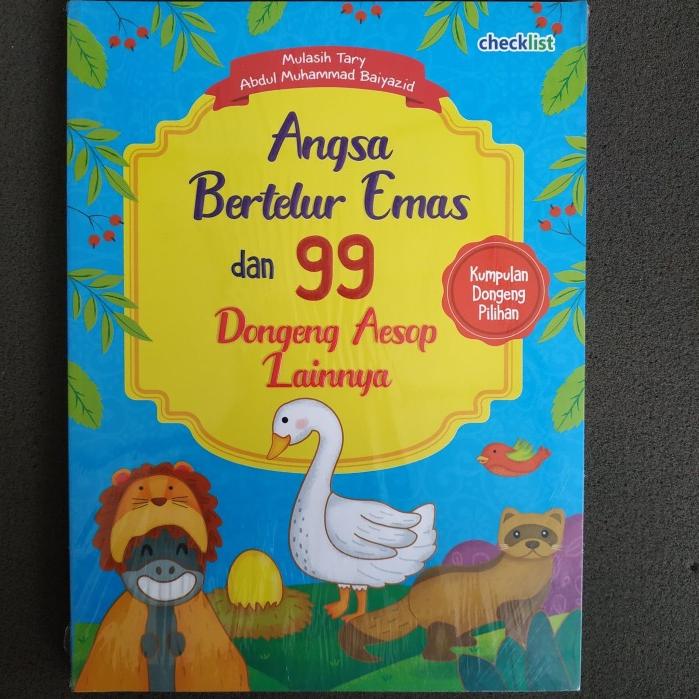 checklist
Mulasih Tary
Abdul Muhammad Baiyazid
Angsa
Bertelur Emas
dan 99
Dongeng Aesop
Lainnya
Kumpulan
Dongeng
Pilihan